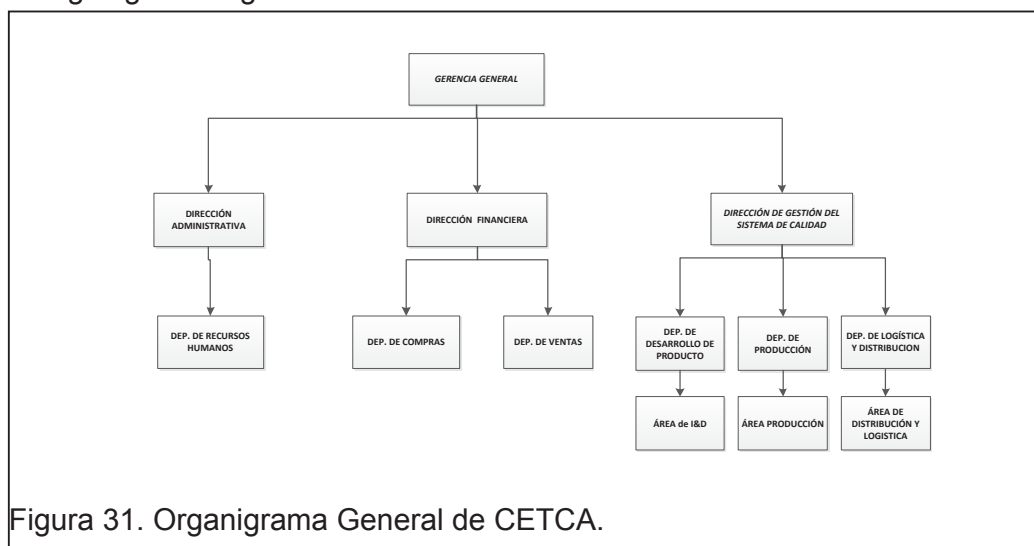 GERENCIA GENERAL
DIRECCIÓN
ADMINISTRATIVA
DIRECCIÓN FINANCIERA
DIRECCIÓN DE GESTIÓN DEL
SISTEMA DE CALIDAD
DEP. DE RECURSOS
HUMANOS
DEP. DE COMPRAS
DEP. DE VENTAS
DEP. DE
DESARROLLO DE
PRODUCTO
DEP. DE
PRODUCCIÓN
DEP. DE LOGÍSTICA
Y DISTRIBUCION
ÁREA de I&D
ÁREA PRODUCCIÓN
ÁREA DE
DISTRIBUCIÓN Y
LOGISTICA
Figura 31. Organigrama General de CETCA.